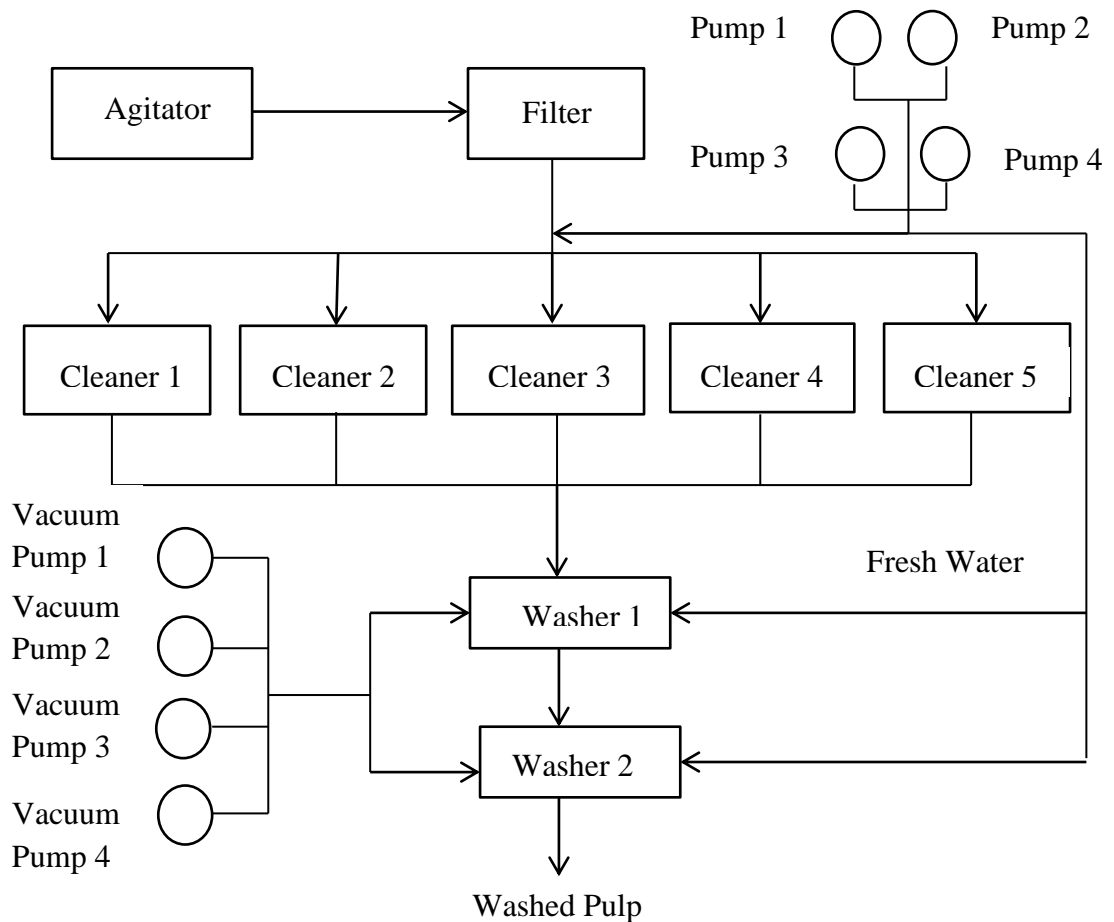 Pump 1
Pump 2
Agitator
Filter
Pump 3
Pump 4
Cleaner 1
Cleaner 2
Cleaner 3
Cleaner 4
Cleaner 5
Vacuum
Pump 1
Fresh Water
Vacuum
Pump 2
Washer 1
Vacuum
Pump 3
Washer 2
Vacuum
Pump 4
Washed Pulp